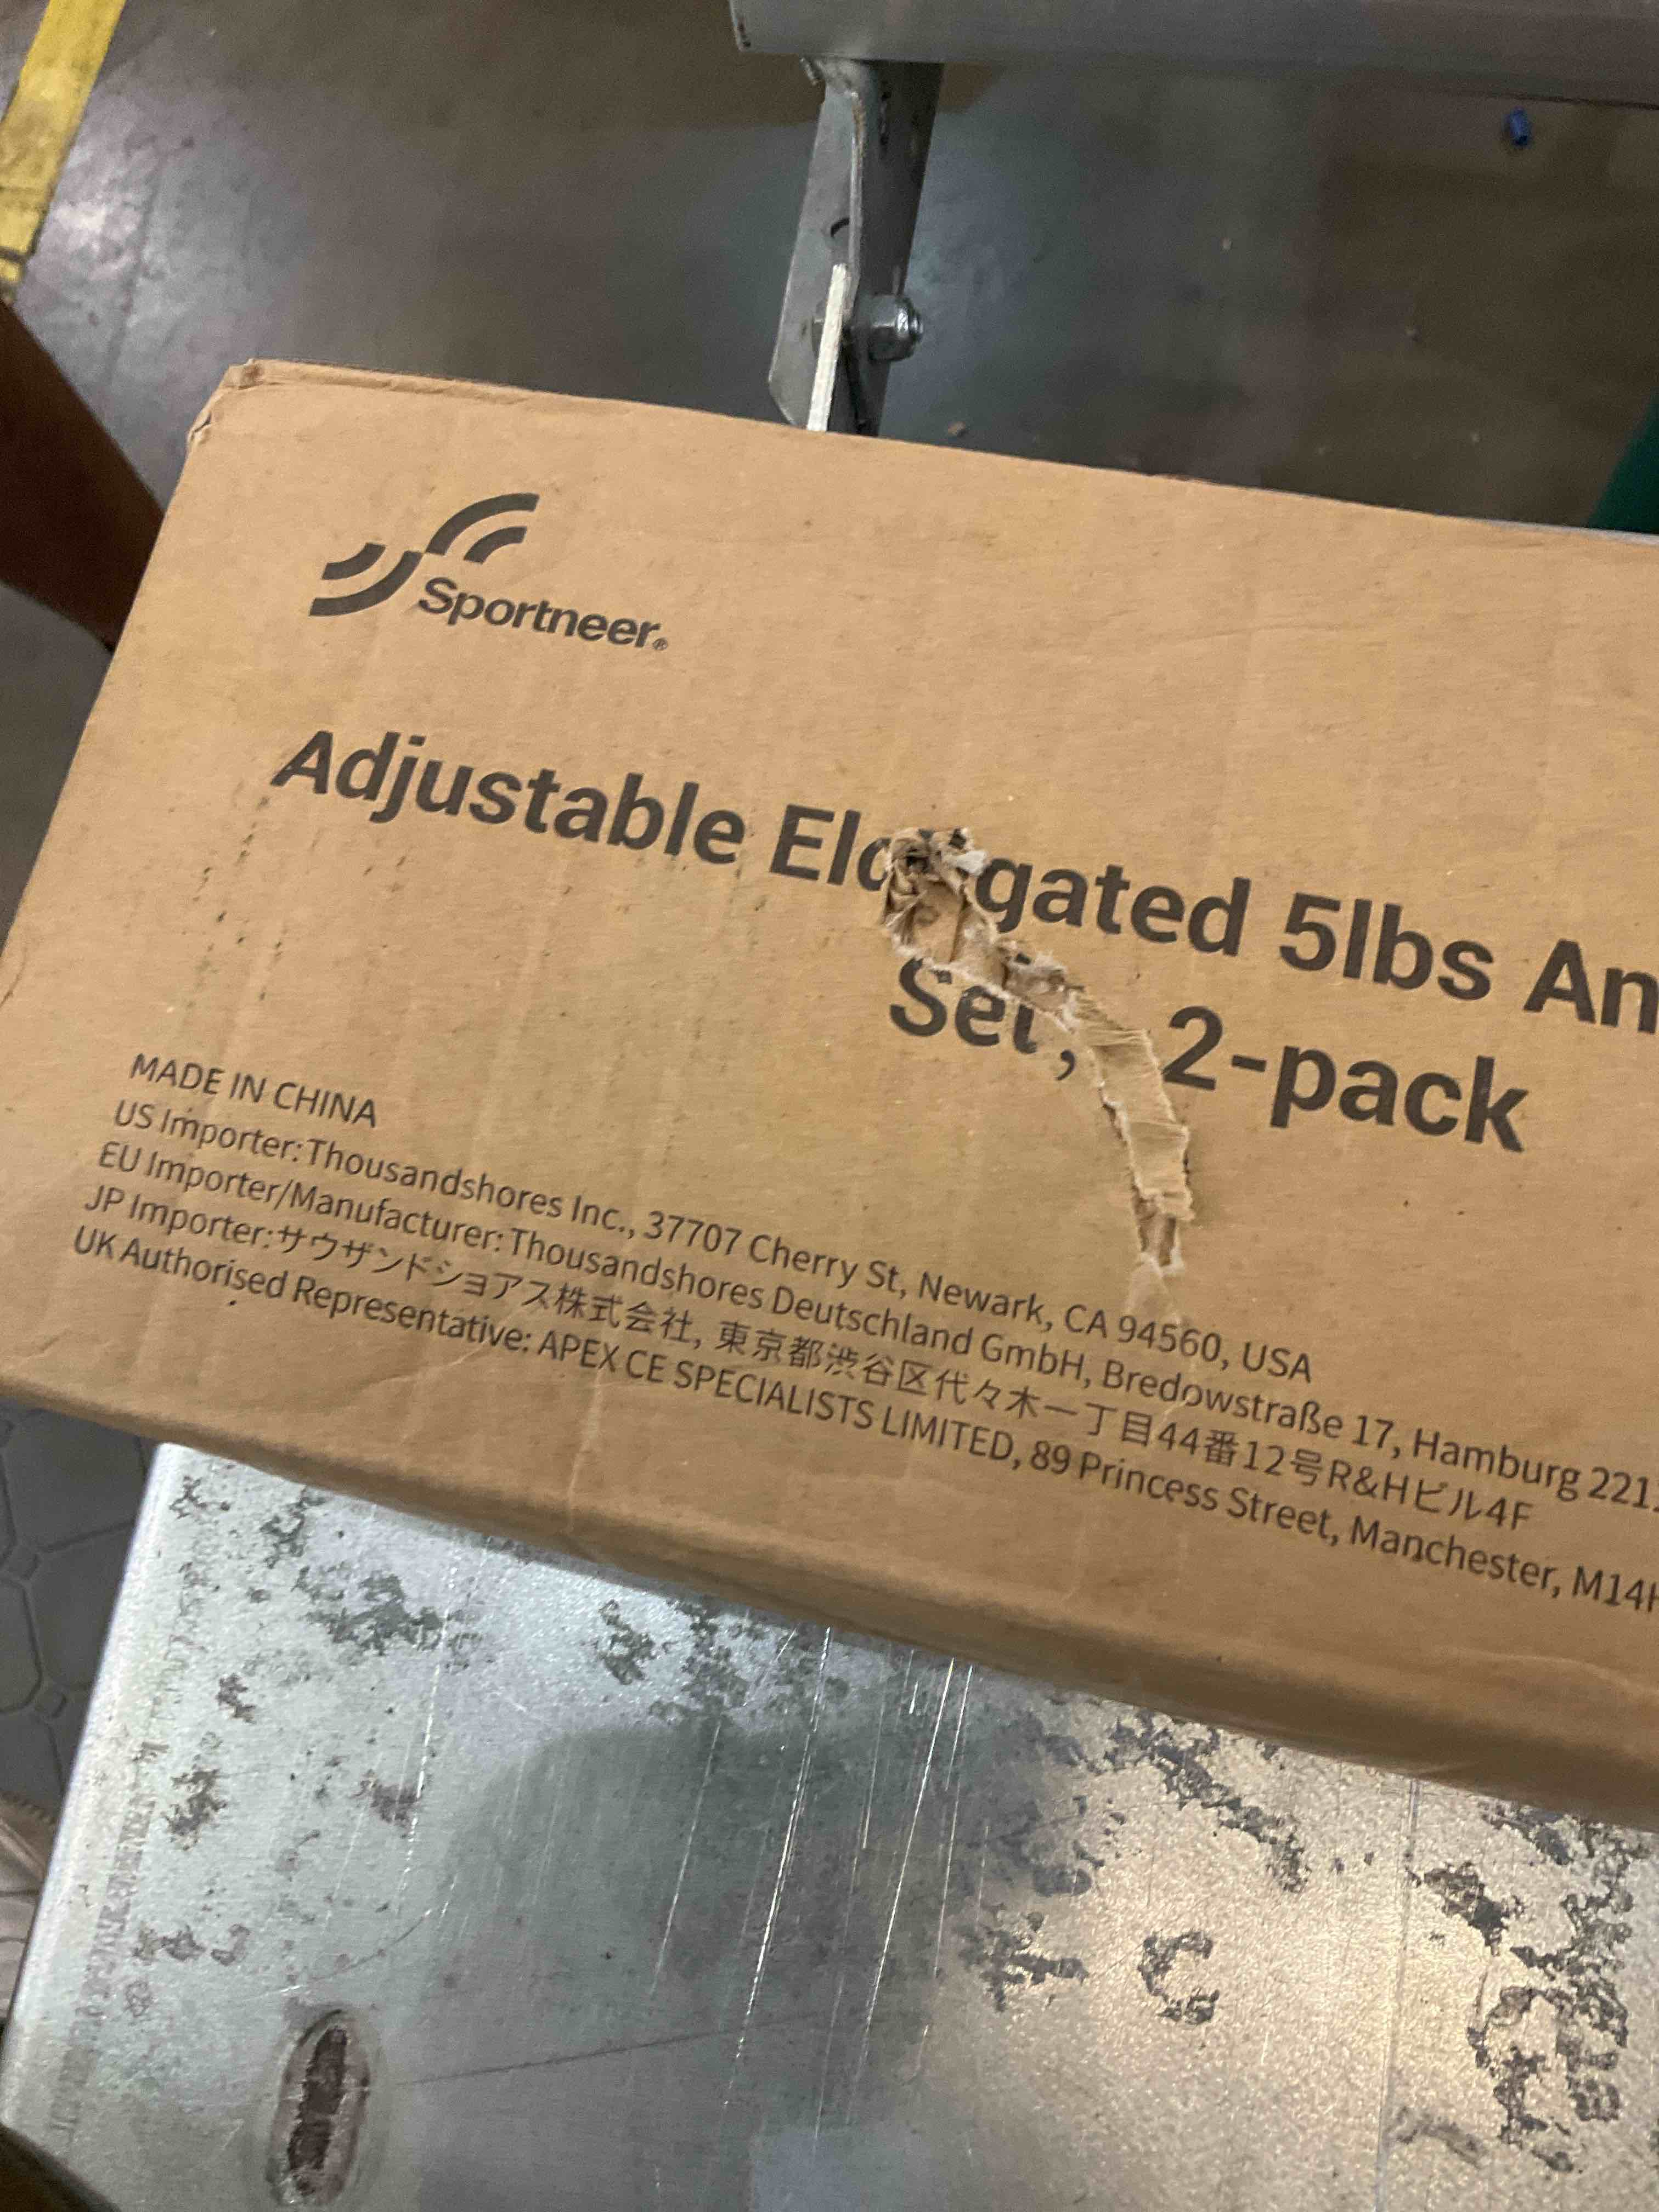 Sportneer®
Adjustable Elongated 5lbs An
Set, 2-pack
MADE IN CHINA
US Importer:Thousandshores Inc., 37707 Cherry St, Newark, CA 94560, USA
EU Importer/Manufacturer:Thousandshores Deutschland GmbH, Bredowstraße 17, Hamburg 221
JP Importer:サウザンドショアス株式会社, 東京都渋谷区代々木一丁目44番12号R&Hビル4F
UK Authorised Representative: APEX CE SPECIALISTS LIMITED, 89 Princess Street, Manchester, M14H